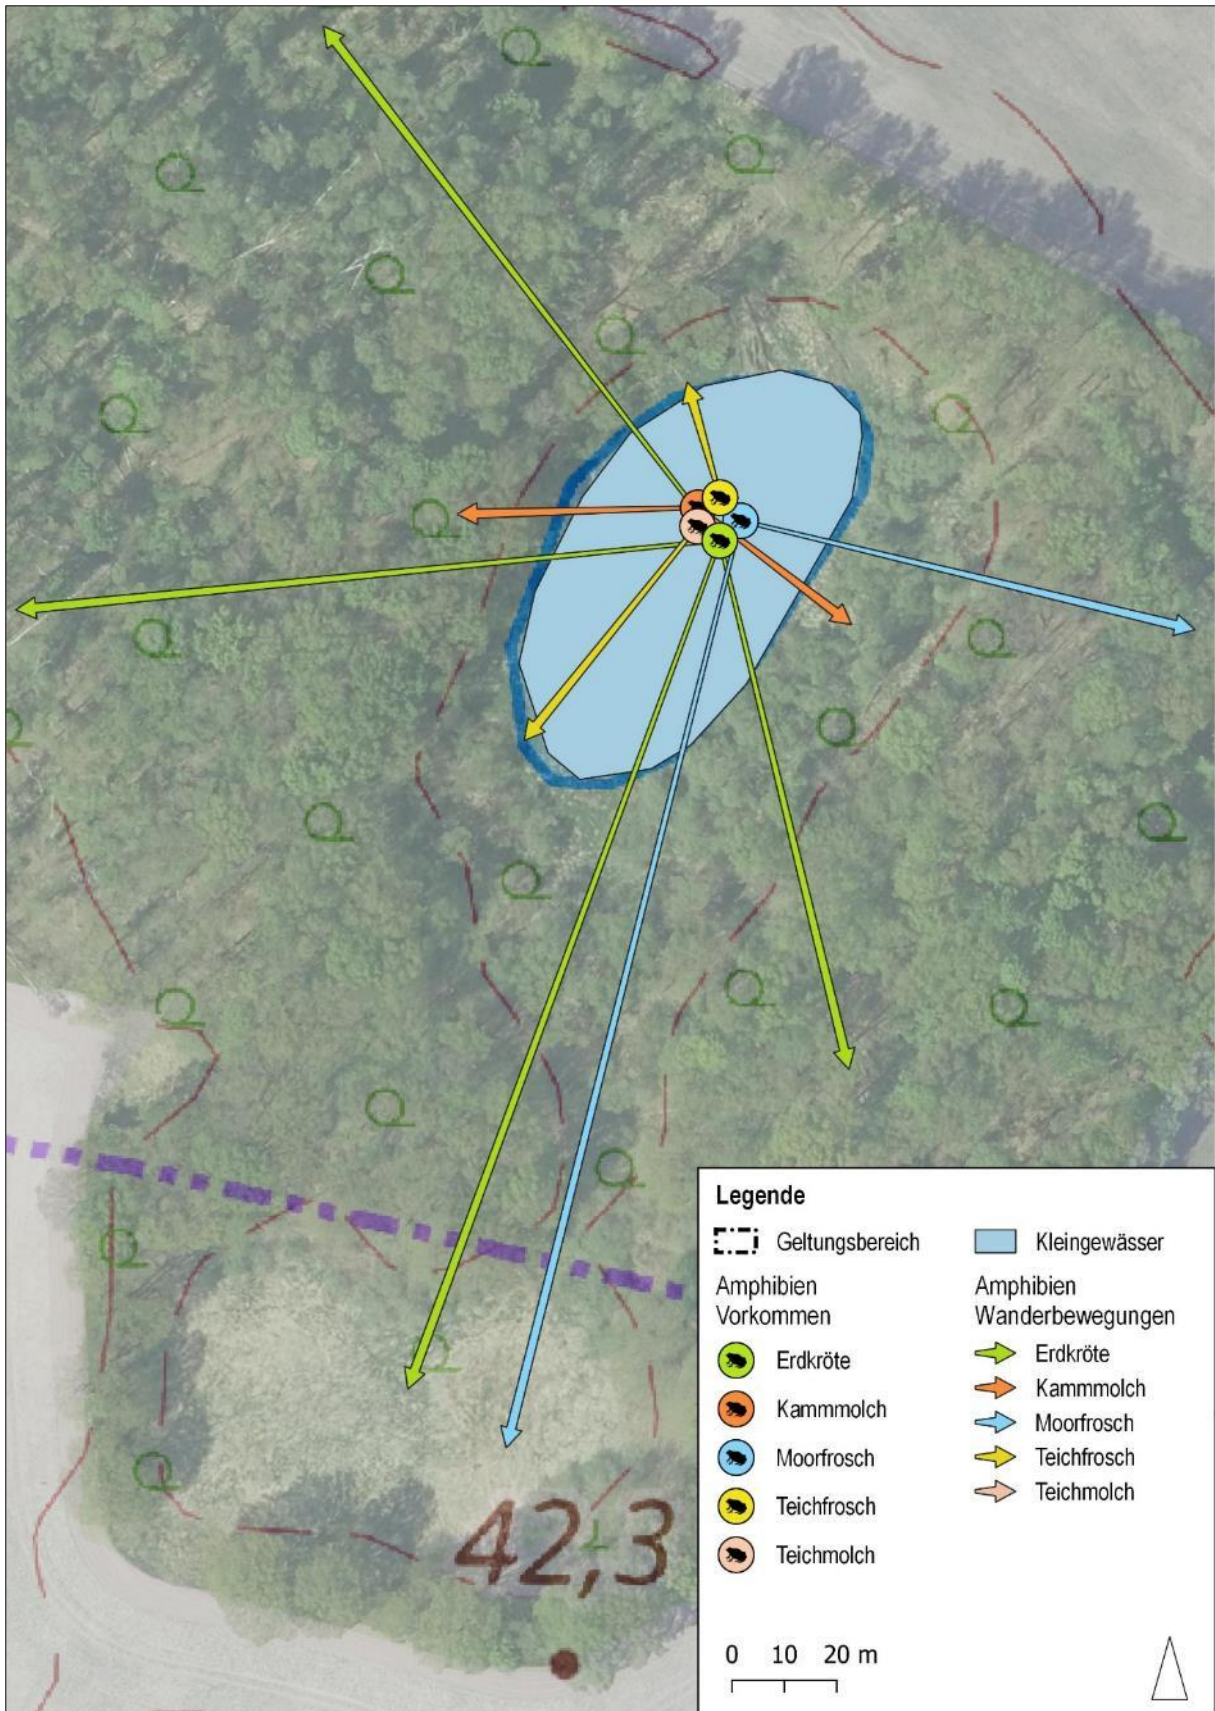 42,3
Legende
Geltungsbereich
Kleingewässer
Amphibien
Vorkommen
Erdkröte
Kammmolch
Moorfrosch
Teichfrosch
Teichmolch
Amphibien
Wanderbewegungen
Erdkröte
Kammmolch
Moorfrosch
Teichfrosch
Teichmolch
0 10 20 m